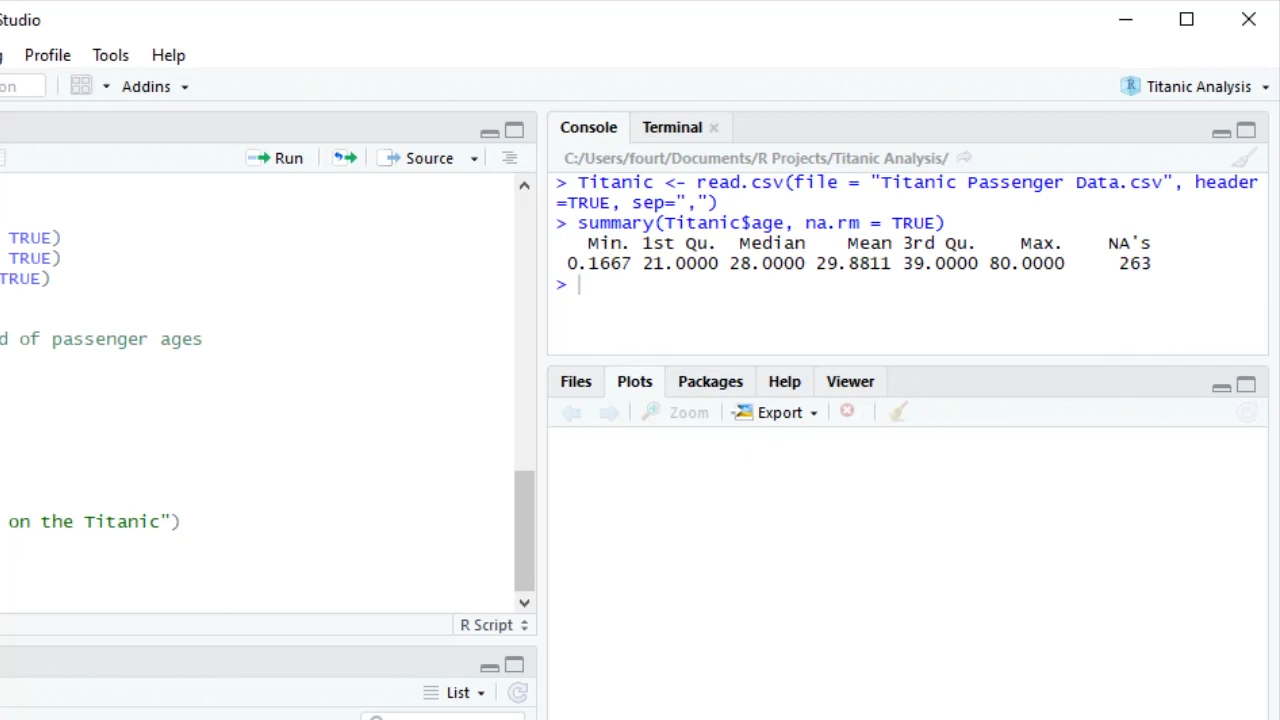 Studio
Profile Tools Help
on Addins Titanic Analysis
Run Source
TRUE)
TRUE)
TRUE)
d of passenger ages
on the Titanic")
R Script
List
Console Terminal
C:/Users/fourt/Documents/R Projects/Titanic Analysis/
> Titanic <- read.csv(file = "Titanic Passenger Data.csv", header
=TRUE, sep=",")
> summary(Titanic$age, na.rm = TRUE)
Min. 1st Qu. Median Mean 3rd Qu. Max. NA's
0.1667 21.0000 28.0000 29.8811 39.0000 80.0000 263
>
Files Plots Packages Help Viewer
Zoom Export